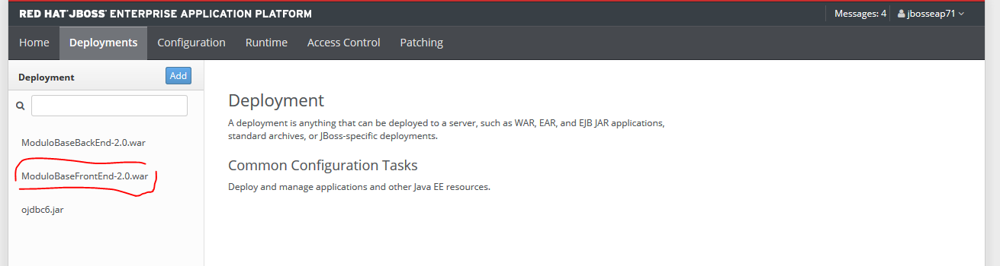 RED HAT® JBOSS® ENTERPRISE APPLICATION PLATFORM
Messages: 4
jbosseap71
Home Deployments Configuration Runtime Access Control Patching
Deployment
Add
ModuloBaseBackEnd-2.0.war
ModuloBaseFrontEnd-2.0.war
ojdbc6.jar
Deployment
A deployment is anything that can be deployed to a server, such as WAR, EAR, and EJB JAR applications,
standard archives, or JBoss-specific deployments.
Common Configuration Tasks
Deploy and manage applications and other Java EE resources.